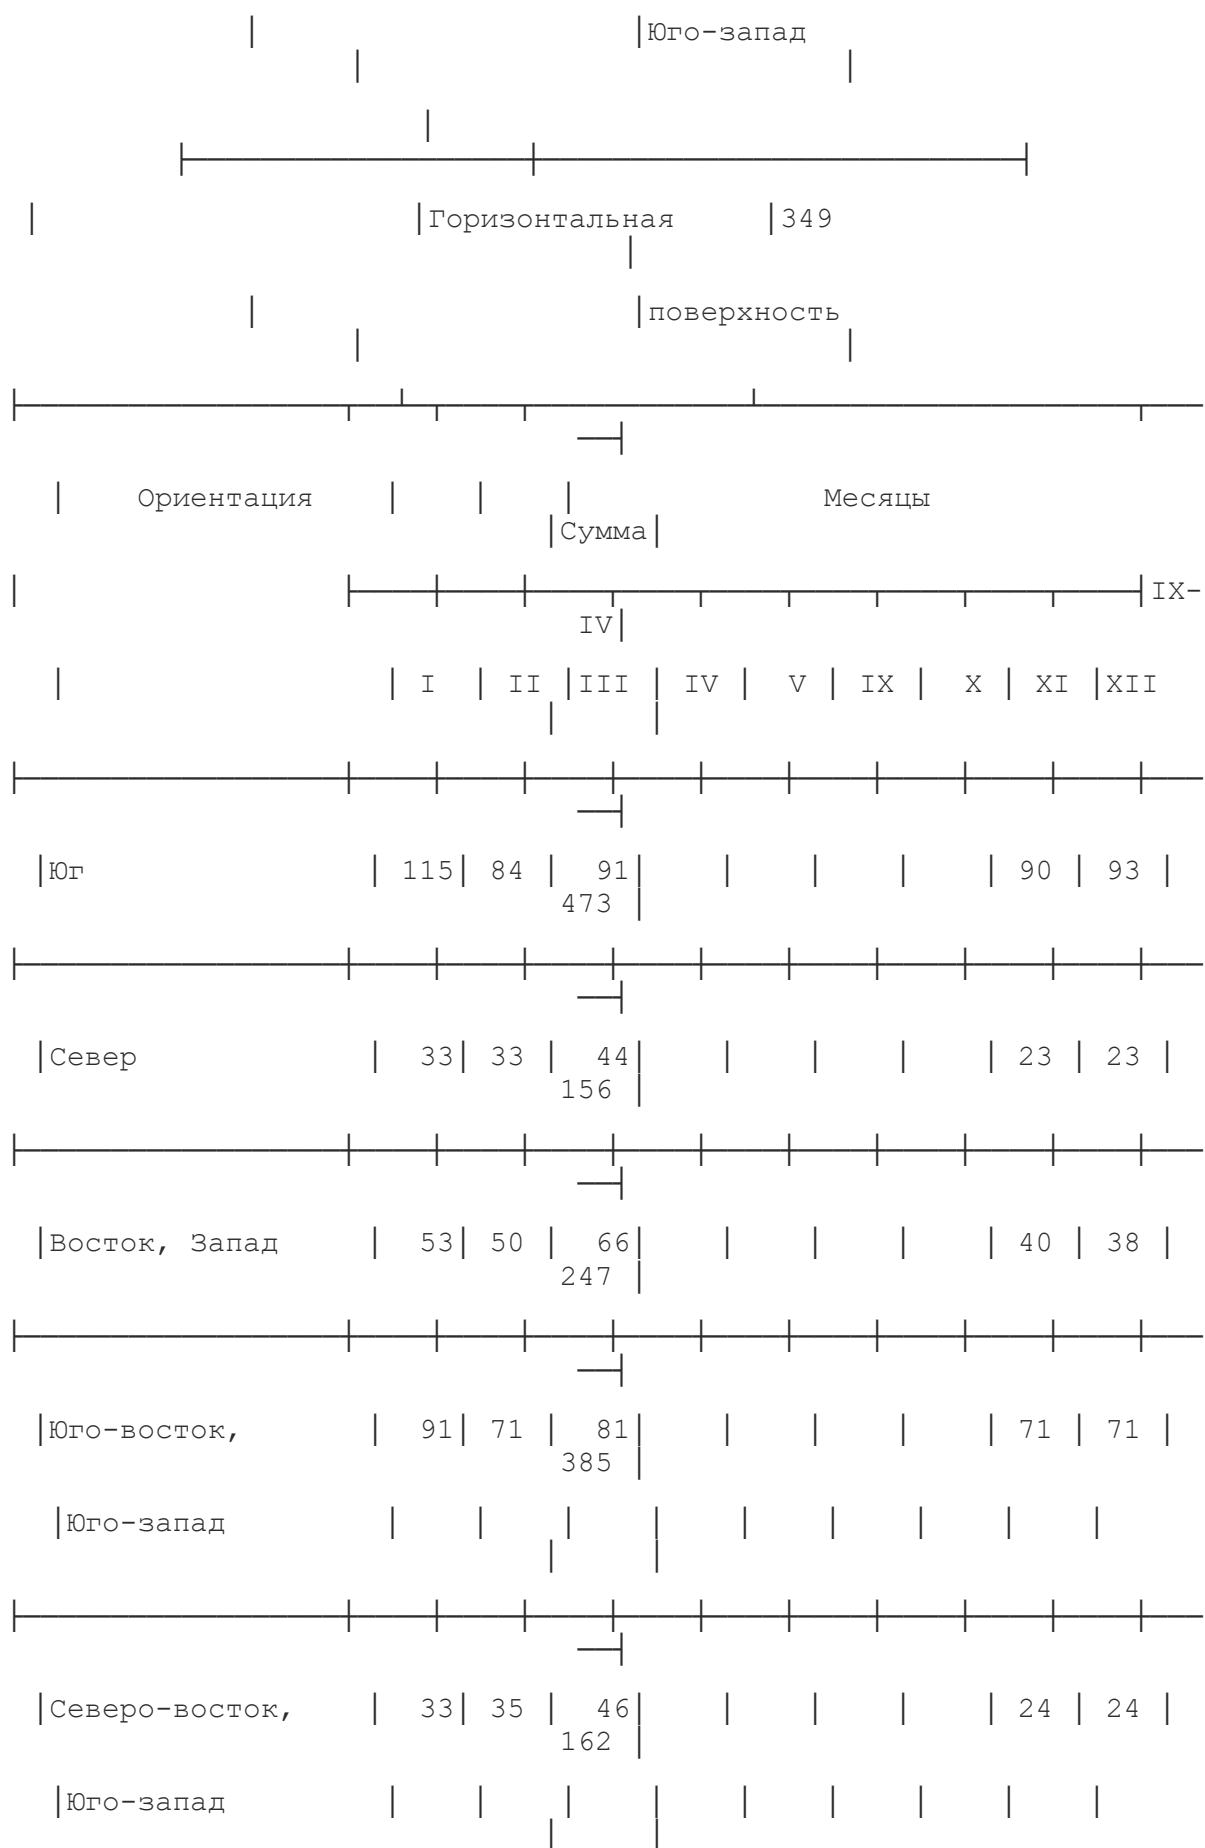 Юго-запад
Горизонтальная 349
поверхность
Ориентация Месяцы
Сумма
IX-
IV
I II III IV V IX X XI XII
Юг 115 84 91 90 93
473
Север 33 33 44 23 23
156
Восток, Запад 53 50 66 40 38
247
Юго-восток, 91 71 81 71 71
385
Юго-запад
Северо-восток, 33 35 46 24 24
162
Юго-запад